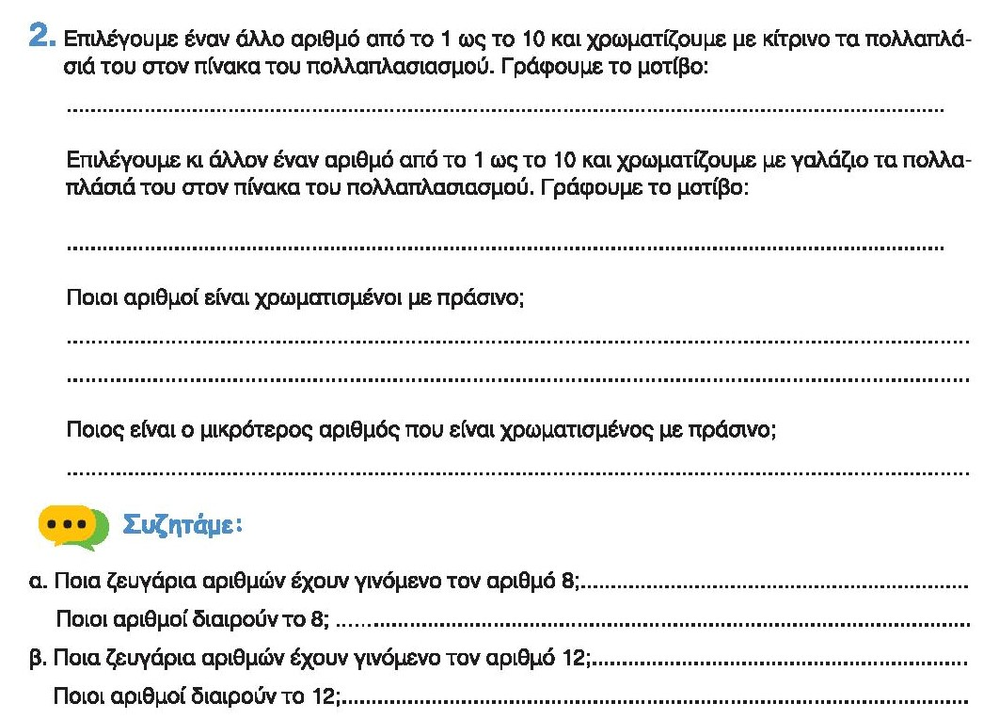 2. Επιλέγουμε έναν άλλο αριθμό από το 1 ως το 10 και χρωματίζουμε με κίτρινο τα πολλαπλά-
σιά του στον πίνακα του πολλαπλασιασμού. Γράφουμε το μοτίβο:
................................................................................
Επιλέγουμε κι άλλον έναν αριθμό από το 1 ως το 10 και χρωματίζουμε με γαλάζιο τα πολλα-
πλάσιά του στον πίνακα του πολλαπλασιασμού. Γράφουμε το μοτίβο:
................................................................................
Ποιοι αριθμοί είναι χρωματισμένοι με πράσινο;
................................................................................
................................................................................
Ποιος είναι ο μικρότερος αριθμός που είναι χρωματισμένος με πράσινο;
................................................................................
Συζητάμε:
α. Ποια ζευγάρια αριθμών έχουν γινόμενο τον αριθμό 8;................................................
Ποιοι αριθμοί διαιρούν το 8; ................................................
β. Ποια ζευγάρια αριθμών έχουν γινόμενο τον αριθμό 12;................................................
Ποιοι αριθμοί διαιρούν το 12;................................................